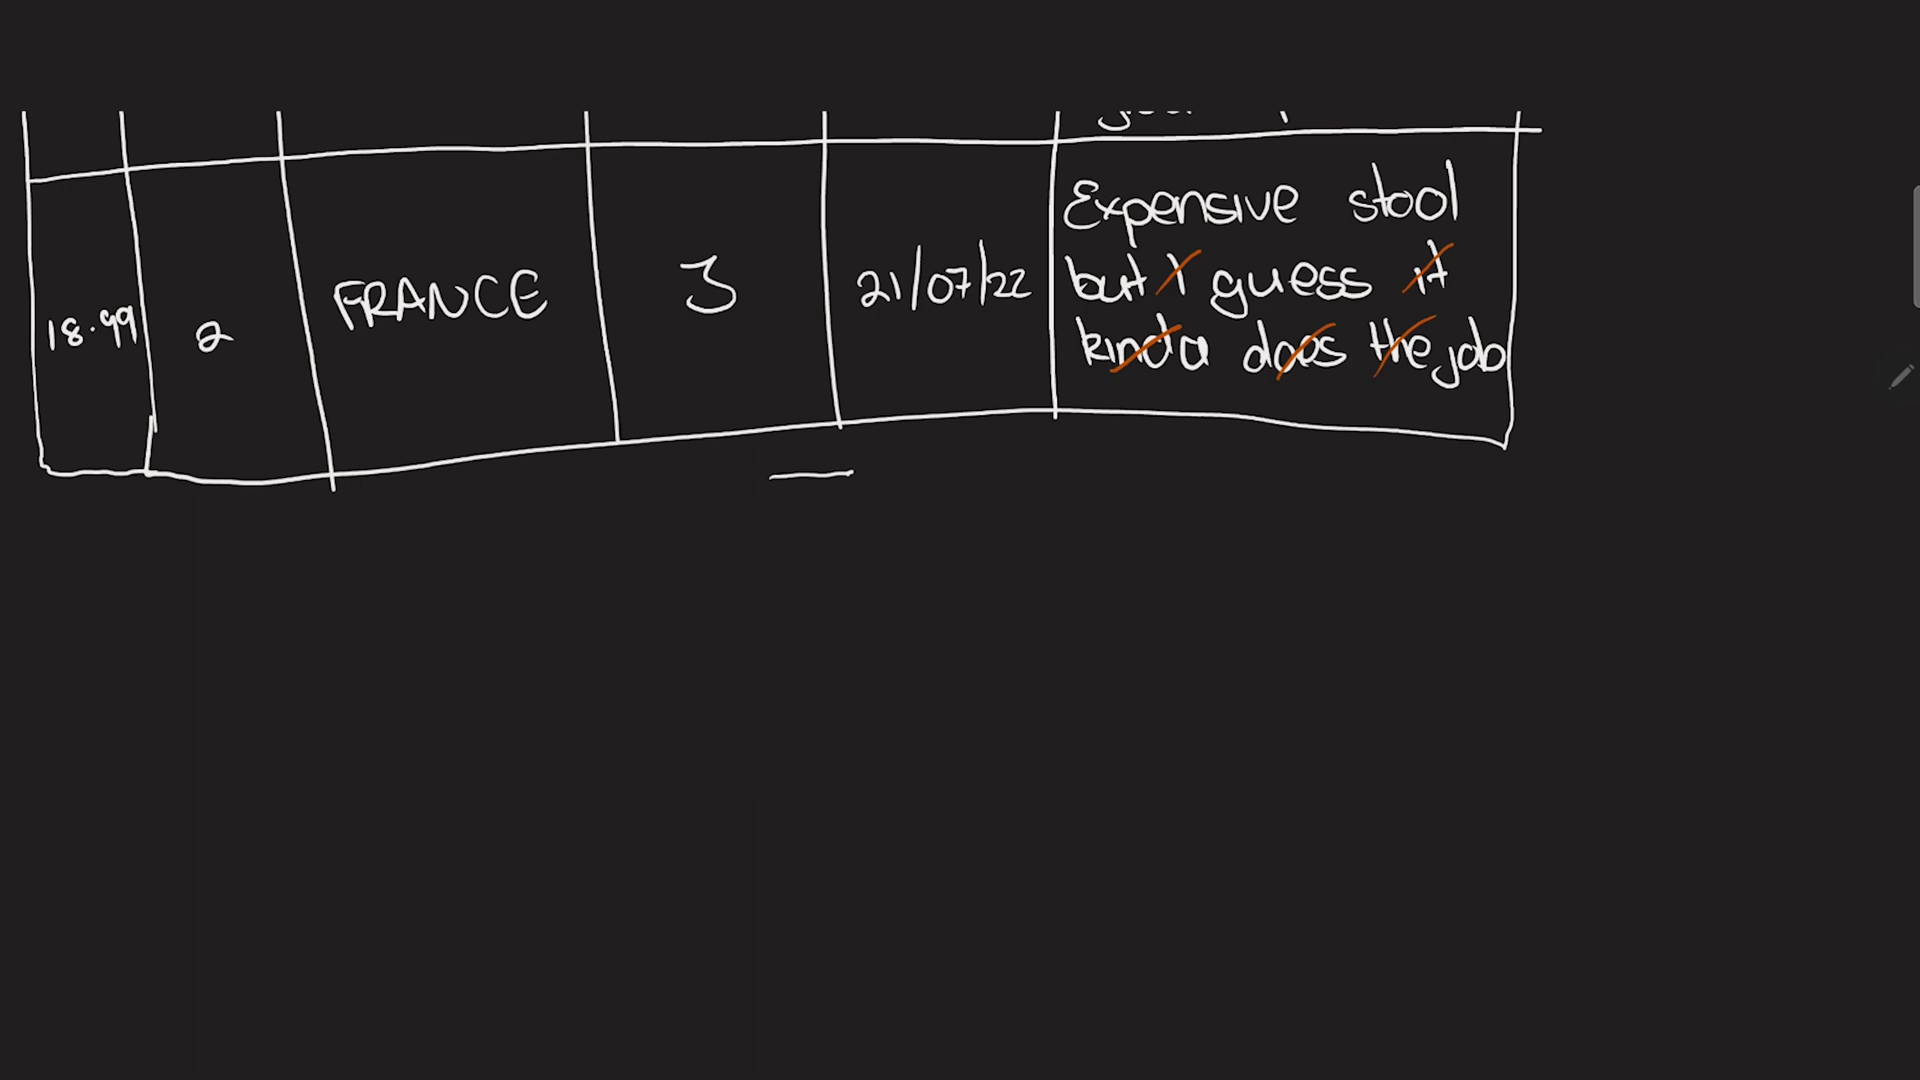 18.99
2
FRANCE
3
21/07/22
Expensive stool
but I guess it
kinda does the job